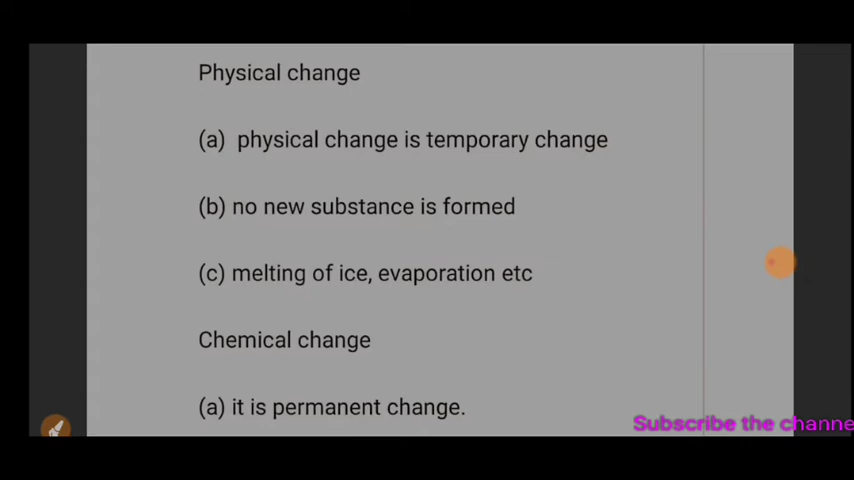 Physical change
(a) physical change is temporary change
(b) no new substance is formed
(c) melting of ice, evaporation etc
Chemical change
(a) it is permanent change.
Subscribe the channe